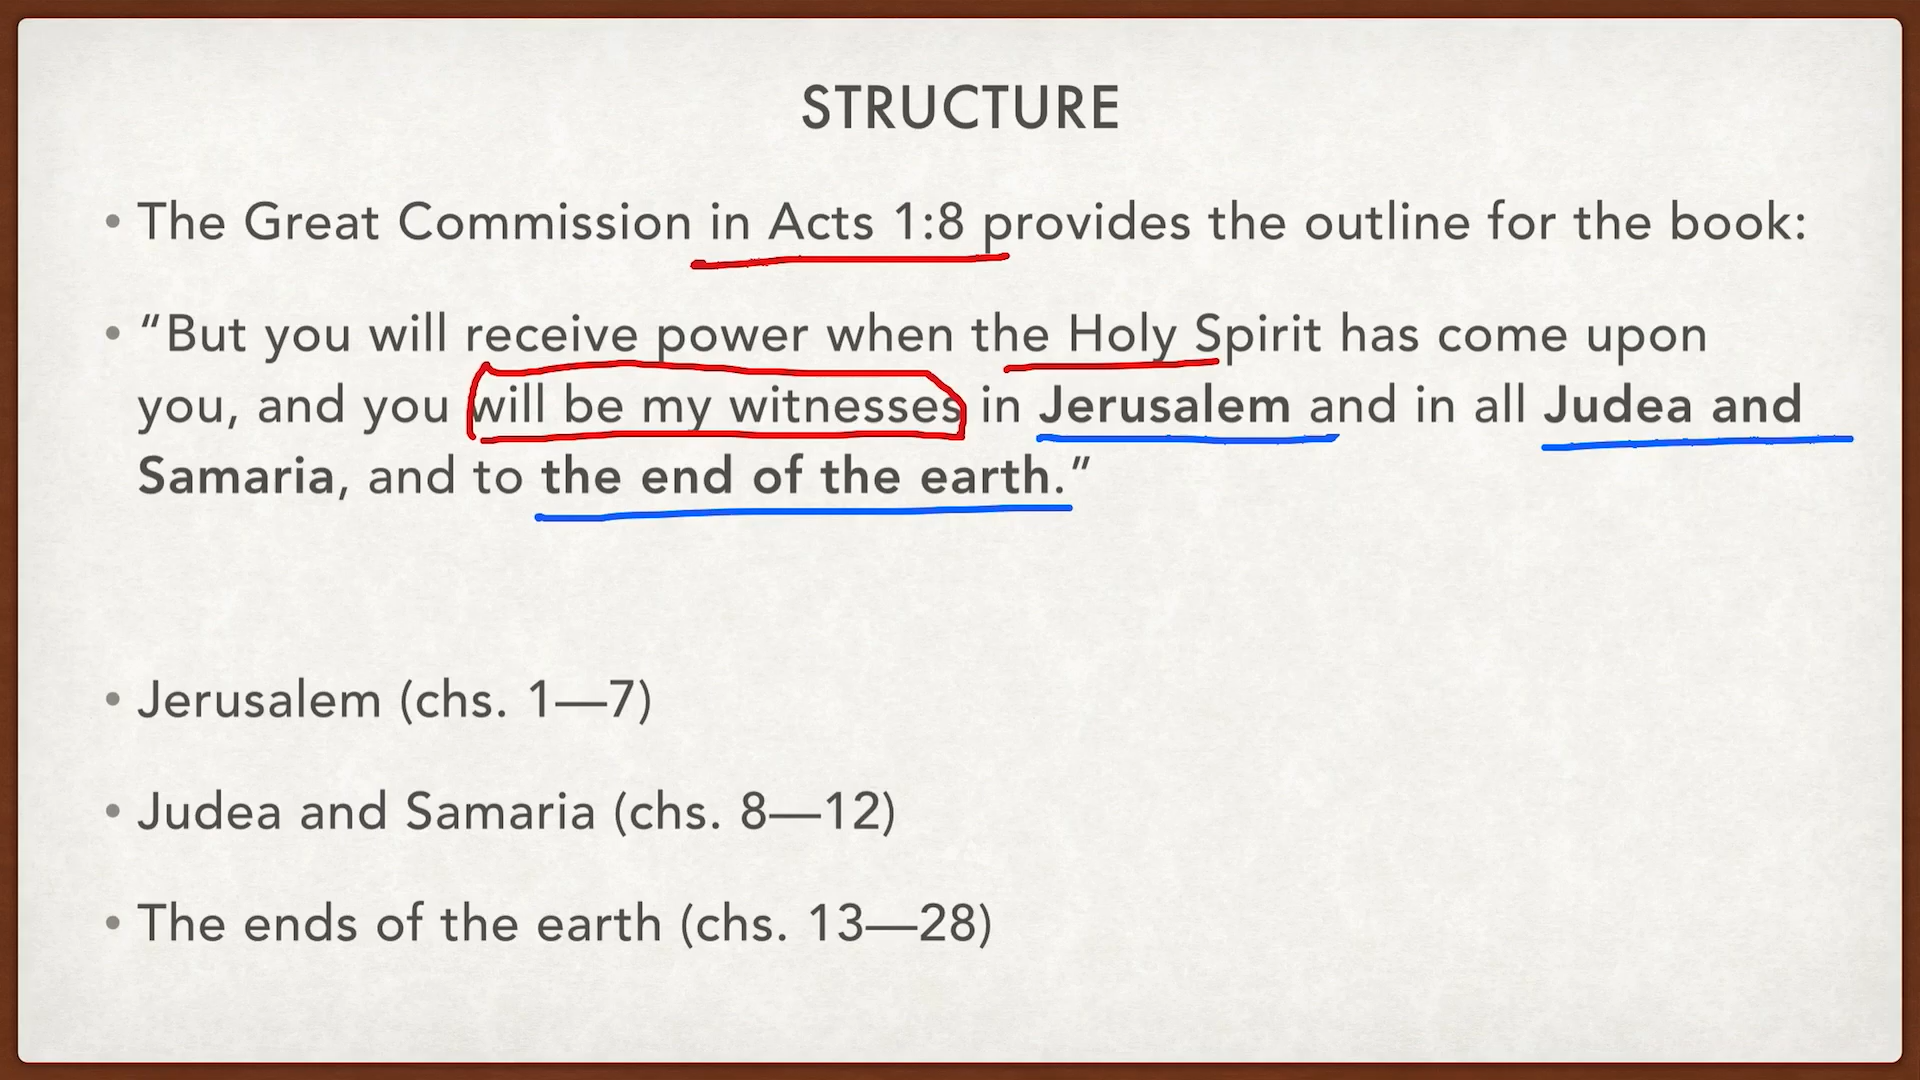 STRUCTURE
• The Great Commission in Acts 1:8 provides the outline for the book:
• “But you will receive power when the Holy Spirit has come upon
you, and you will be my witnesses in Jerusalem and in all Judea and
Samaria, and to the end of the earth.”
• Jerusalem (chs. 1—7)
• Judea and Samaria (chs. 8—12)
• The ends of the earth (chs. 13—28)